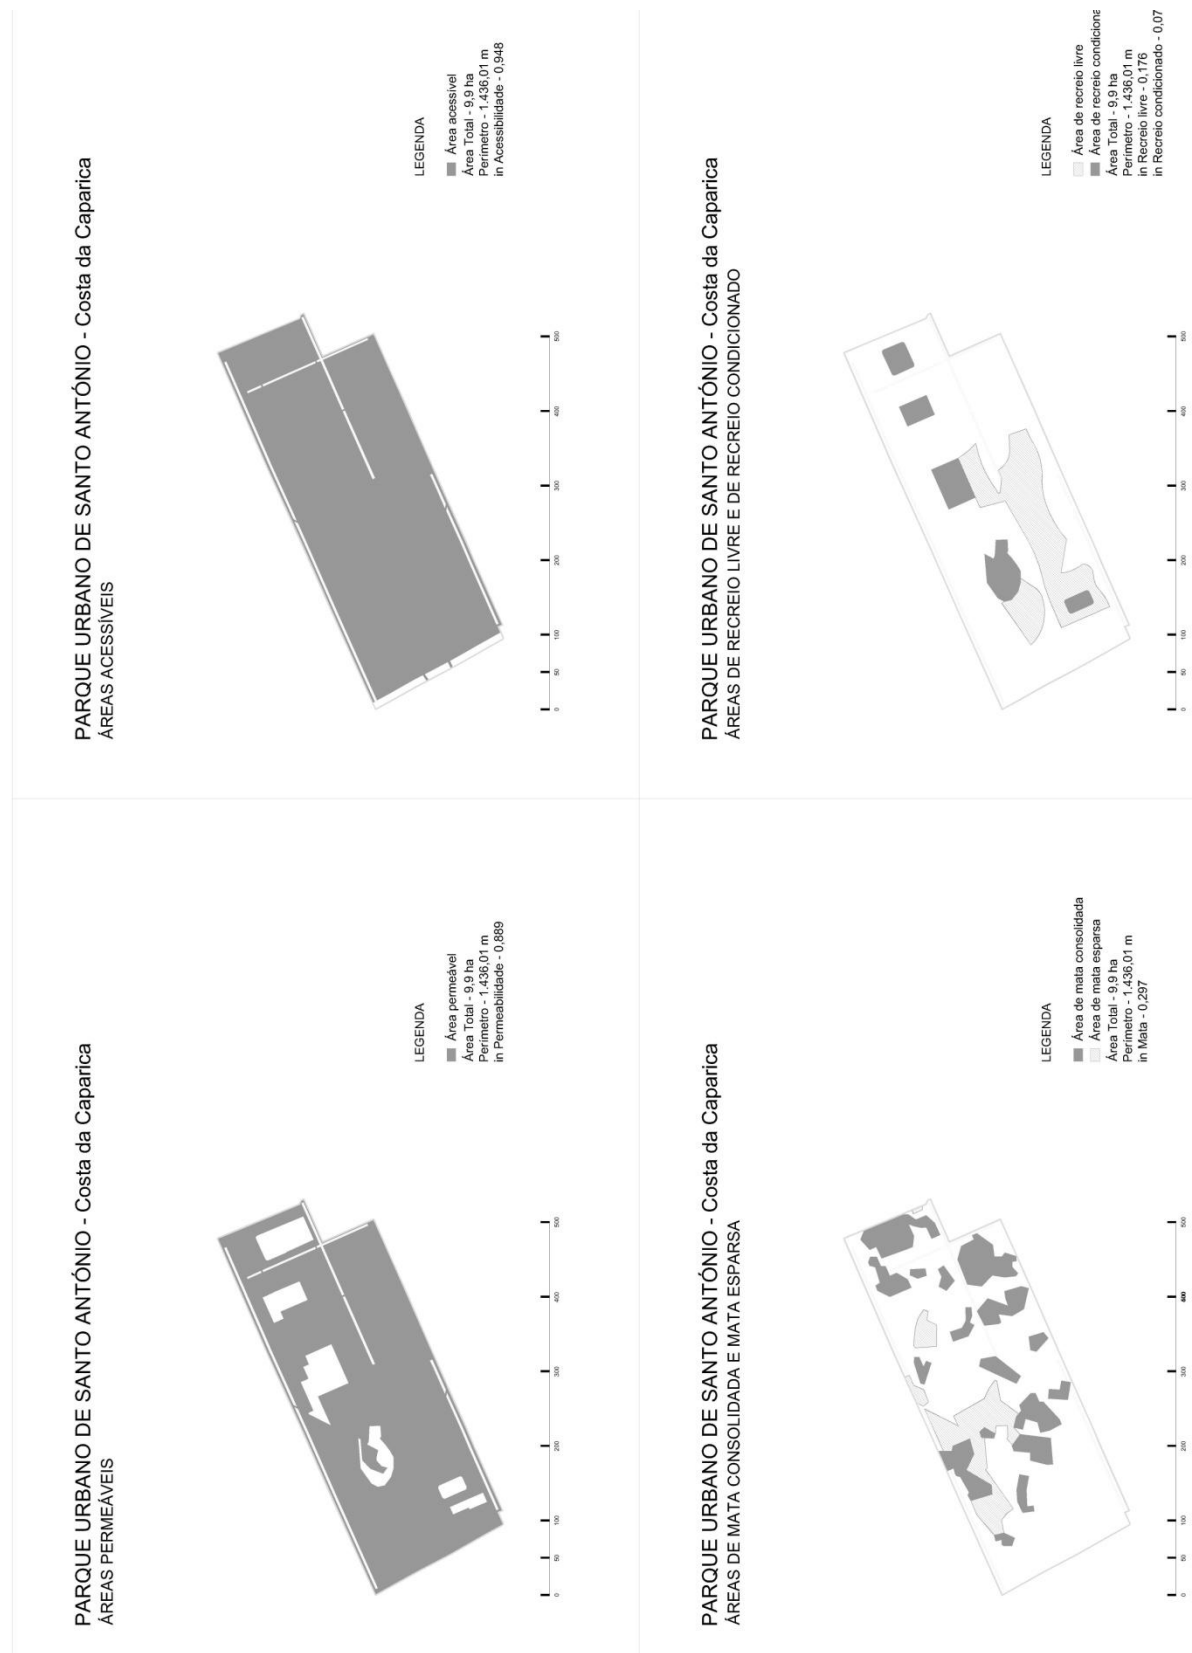 PARQUE URBANO DE SANTO ANTÓNIO - Costa da Caparica
ÁREAS PERMEÁVEIS
LEGENDA
Área permeável
Área Total - 9,9 ha
Perímetro - 1.436,01 m
in Permeabilidade - 0,889
0 50 100 200 300 400 500
PARQUE URBANO DE SANTO ANTÓNIO - Costa da Caparica
ÁREAS ACESSÍVEIS
LEGENDA
Área acessível
Área Total - 9,9 ha
Perímetro - 1.436,01 m
in Acessibilidade - 0,948
0 50 100 200 300 400 500
PARQUE URBANO DE SANTO ANTÓNIO - Costa da Caparica
ÁREAS DE MATA CONSOLIDADA E MATA ESPARSA
LEGENDA
Área de mata consolidada
Área de mata esparsa
Área Total - 9,9 ha
Perímetro - 1.436,01 m
in Mata - 0,297
0 50 100 200 300 400 500
PARQUE URBANO DE SANTO ANTÓNIO - Costa da Caparica
ÁREAS DE RECREIO LIVRE E DE RECREIO CONDICIONADO
LEGENDA
Área de recreio livre
Área de recreio condiciona
Área Total - 9,9 ha
Perímetro - 1.436,01 m
in Recreio livre - 0,176
in Recreio condicionado - 0,07
0 50 100 200 300 400 500